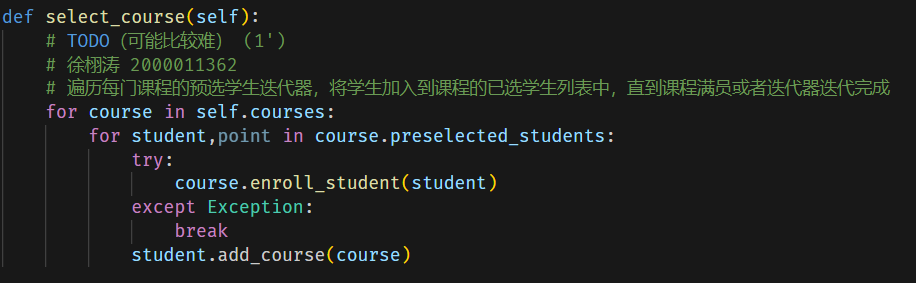 def select_course(self):
    # TODO（可能比较难）（1'）
    # 徐栩涛 2000011362
    # 遍历每门课程的预选学生迭代器，将学生加入到课程的已选学生列表中，直到课程满员或者迭代器迭代完成
    for course in self.courses:
        for student,point in course.preselected_students:
            try:
                course.enroll_student(student)
            except Exception:
                break
            student.add_course(course)